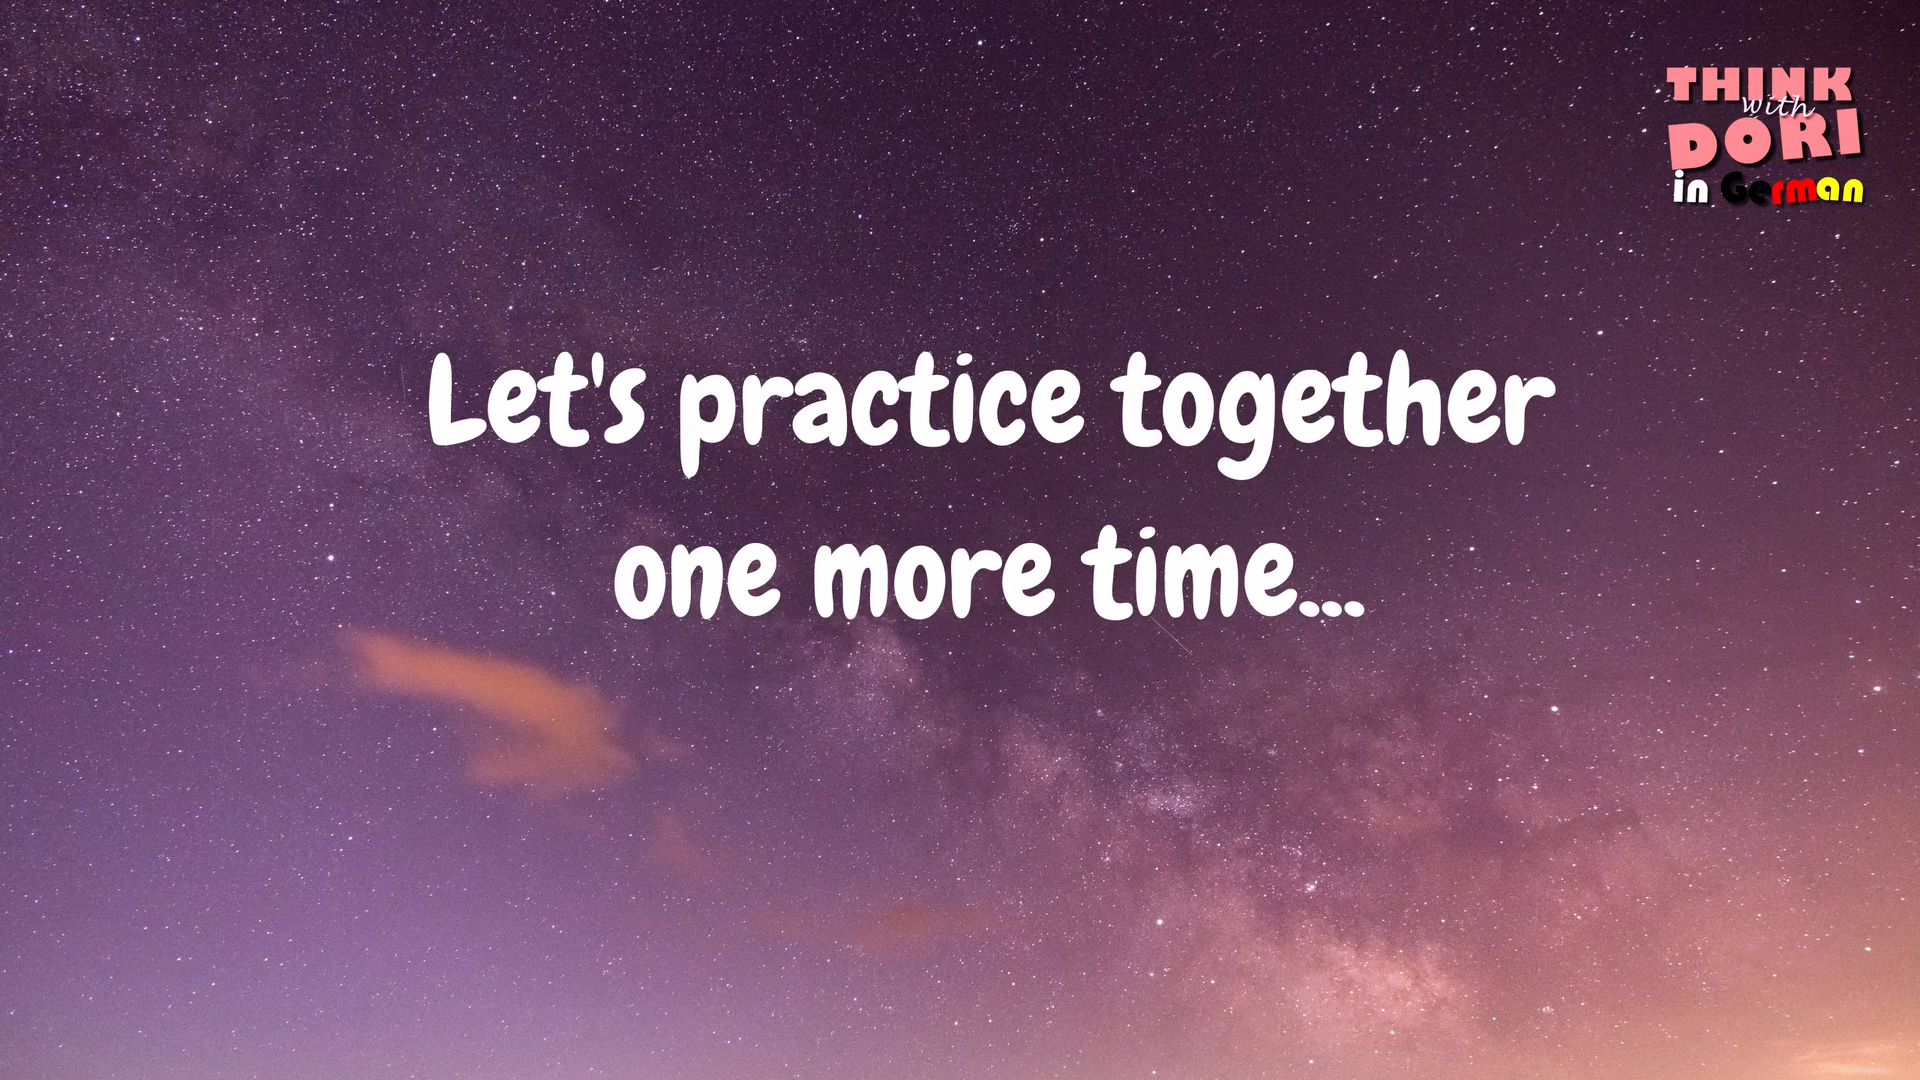 THINK
with
DORI
in German
Let's practice together
one more time...